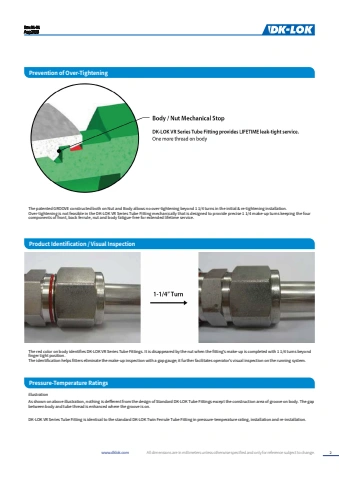 DK-LOK
Prevention of Over-Tightening
Body / Nut Mechanical Stop
DK-LOK VR Series Tube Fitting provides LIFETIME leak-tight service.
One more thread on body
The patented GROOVE constructed both on Nut and Body allows no over-tightening beyond 1 1/4 turns in the initial & re-tightening installation.
Over-tightening is not feasible in the DK-LOK VR Series Tube Fitting mechanically that is designed to provide precise 1 1/4 make-up turns keeping the four
components of front, back ferrule, nut and body fatigue-free for extended lifetime service.
Product Identification / Visual Inspection
1-1/4" Turn
The red color on body identifies DK-LOK VR Series Tube Fittings. It is disappeared by the nut when the fitting's make-up is completed with 1 1/4 turns beyond
finger-tight position.
The identification helps fitters eliminate the make-up inspection with a gap gauge; it further facilitates operator's visual inspection on the running system.
Pressure-Temperature Ratings
Illustration
As shown on above illustration, nothing is different from the design of Standard DK-LOK Tube Fittings except the construction area of groove on body. The gap
between body and tube thread is enhanced where the groove is on.
DK-LOK VR Series Tube Fitting is identical to the standard DK-LOK Twin Ferrule Tube Fitting in pressure-temperature rating, installation and re-installation.
www.dklok.com All dimensions are in millimeters unless otherwise specified and only for reference subject to change 2